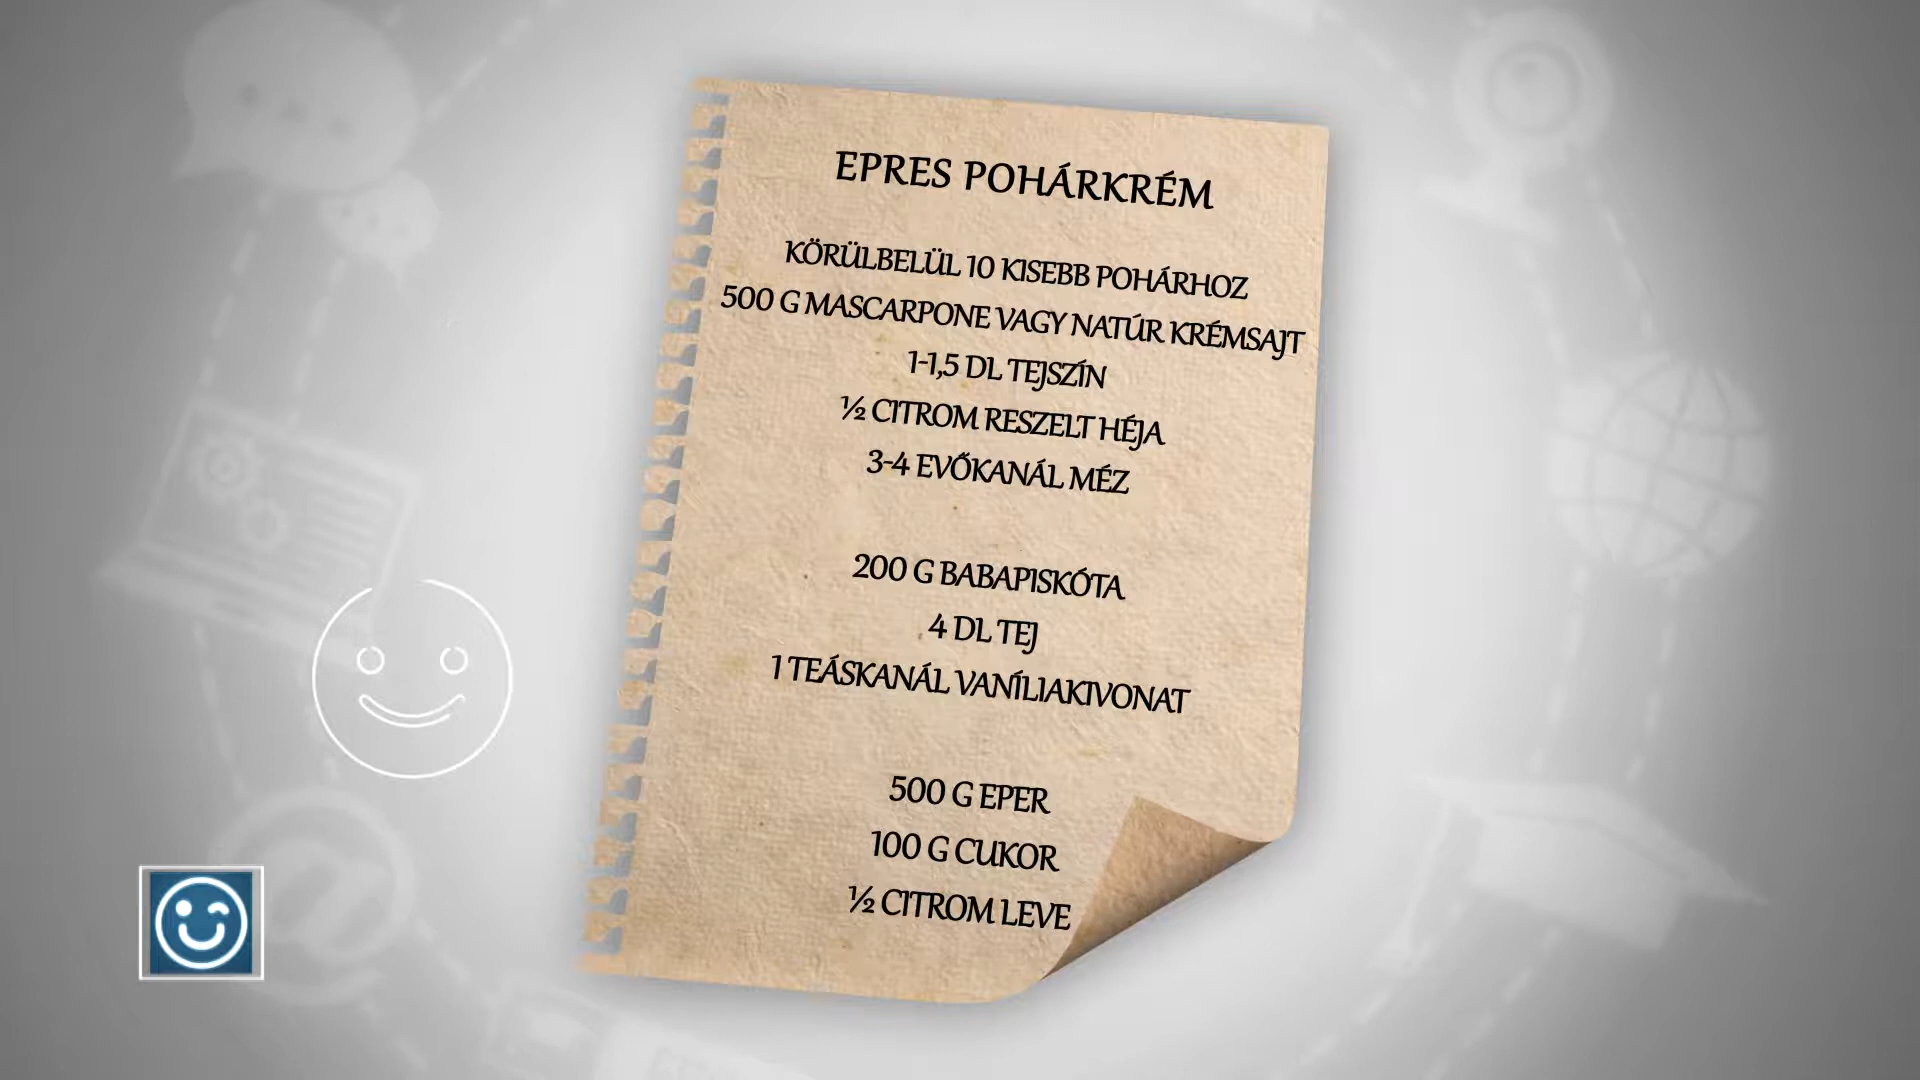 EPRES POHÁRKRÉM
KÖRÜLBELÜL 10 KISEBB POHÁRHOZ
500 G MASCARPONE VAGY NATÚR KRÉMSAJT
1-1,5 DL TEJSZÍN
½ CITROM RESZELT HÉJA
3-4 EVŐKANÁL MÉZ
200 G BABAPISKÓTA
4 DL TEJ
1 TEÁSKANÁL VANÍLIAKIVONAT
500 G EPER
100 G CUKOR
½ CITROM LEVE